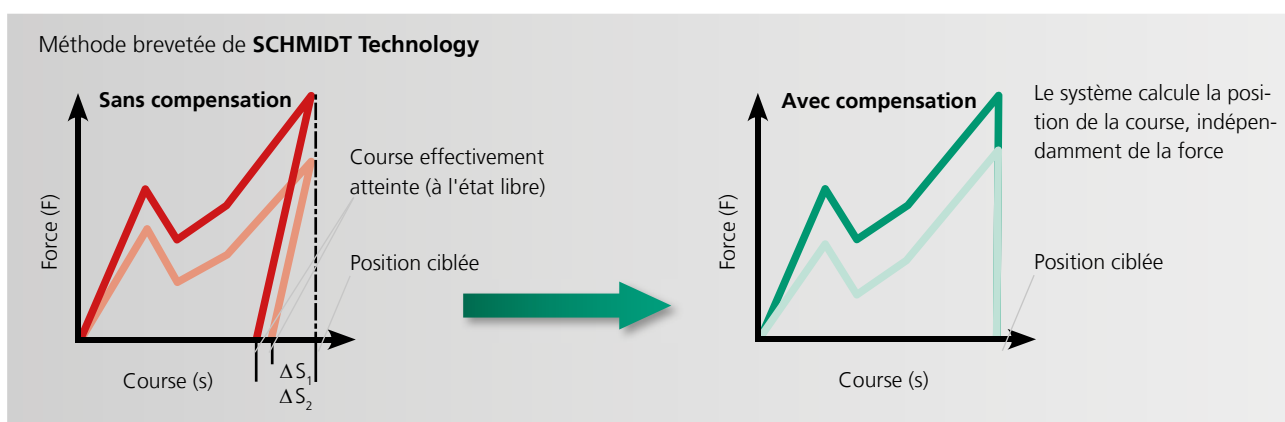 Méthode brevetée de SCHMIDT Technology
Sans compensation
Force (F)
Course effectivement
atteinte (à l'état libre)
Position ciblée
Course (s)
ΔS₁
ΔS₂
Avec compensation
Force (F)
Le système calcule la posi-
tion de la course, indépen-
damment de la force
Position ciblée
Course (s)